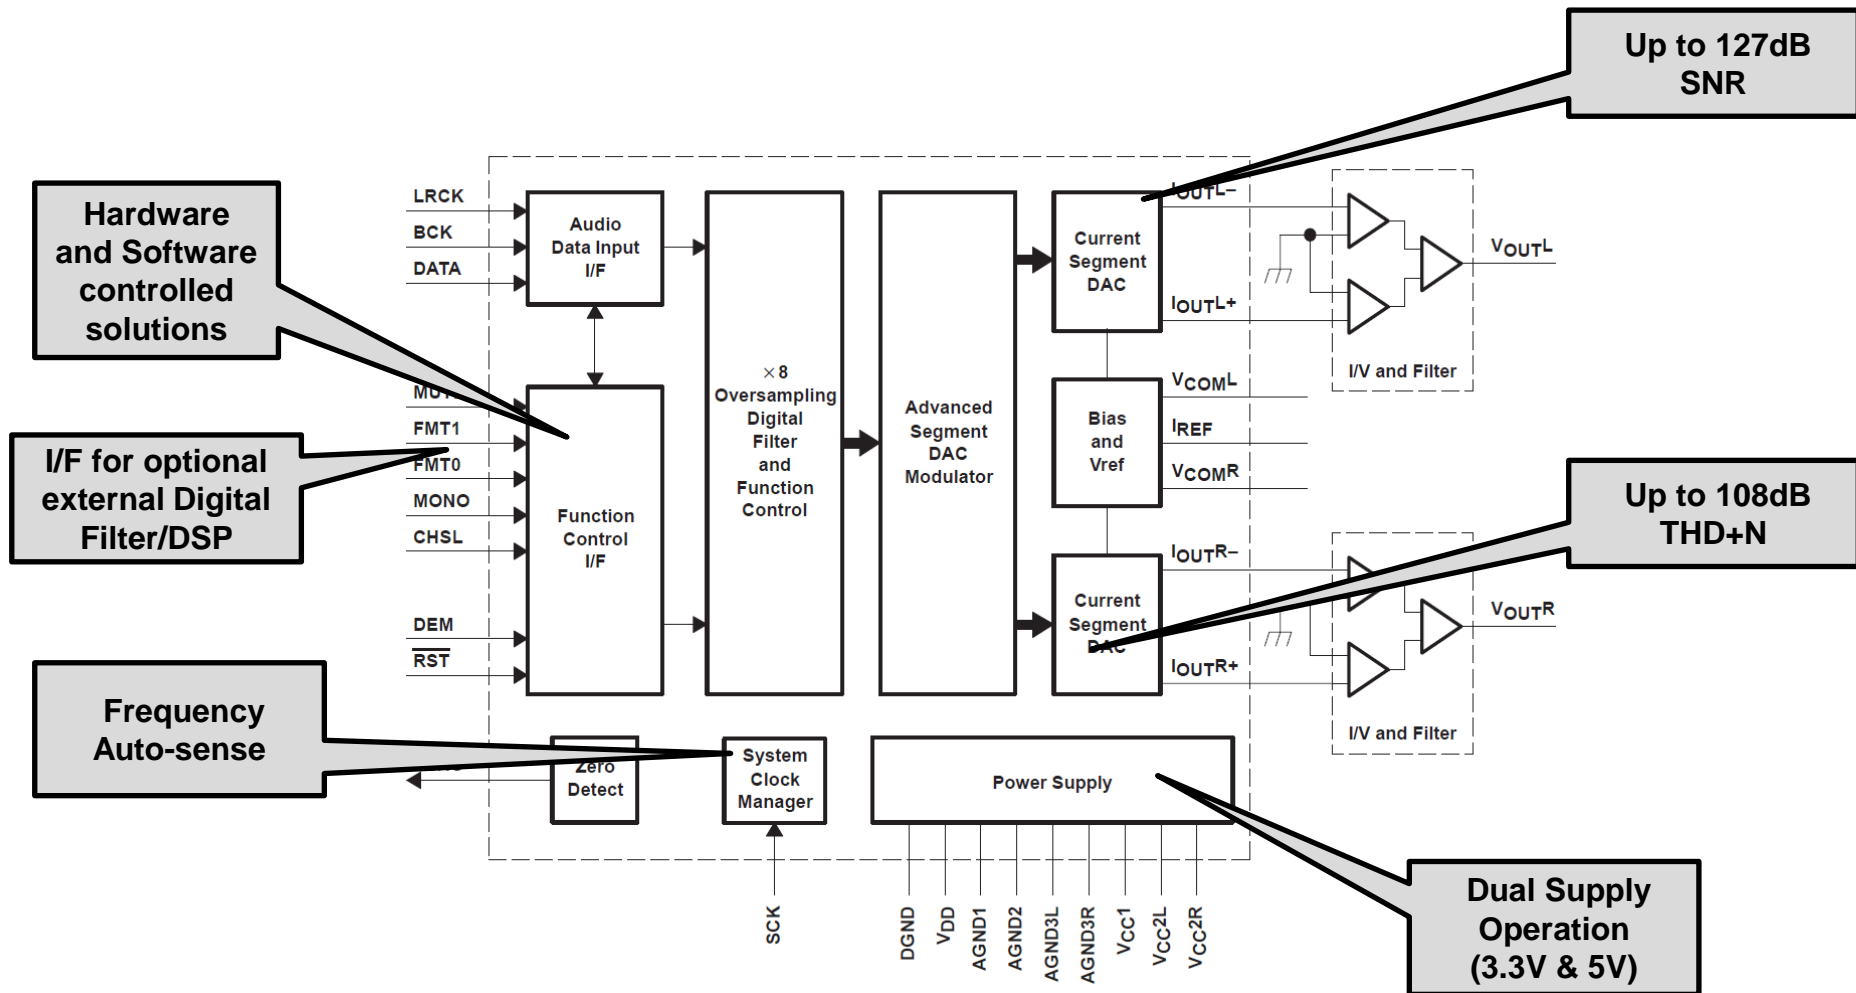 Up to 127dB
SNR
Hardware
and Software
controlled
solutions
I/F for optional
external Digital
Filter/DSP
Frequency
Auto-sense
LRCK
BCK
DATA
FMT1
FMT0
MONO
CHSL
DEM
RST
Audio
Data Input
I/F
Function
Control
I/F
×8
Oversampling
Digital
Filter
and
Function
Control
Advanced
Segment
DAC
Modulator
Current
Segment
DAC
Bias
and
Vref
Current
Segment
DAC
IOUTL–
IOUTL+
VCOML
IREF
VCOMR
IOUTR–
IOUTR+
VOUTL
I/V and Filter
Up to 108dB
THD+N
VOUTR
I/V and Filter
Zero
Detect
System
Clock
Manager
Power Supply
SCK
DGND
VDD
AGND1
AGND2
AGND3L
AGND3R
VCC1
VCC2L
VCC2R
Dual Supply
Operation
(3.3V & 5V)